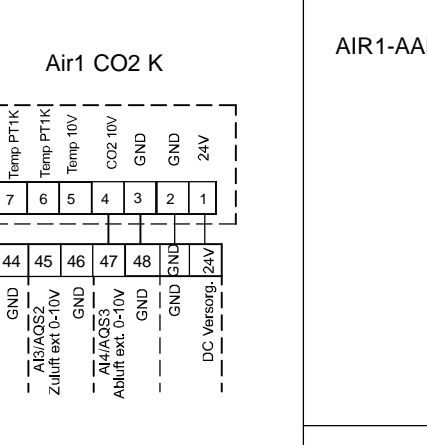 Air1 CO2 K
AIR1-AA
Temp PT1K
Temp PT1K
Temp 10V
CO2 10V
GND
GND
24V
7 6 5 4 3 2 1
44 45 46 47 48 GND 24V
GND
AI3/AQS2
Zuluft ext 0-10V
GND
AI4/AQS3
Abluft ext. 0-10V
GND
GND
DC Versorg.